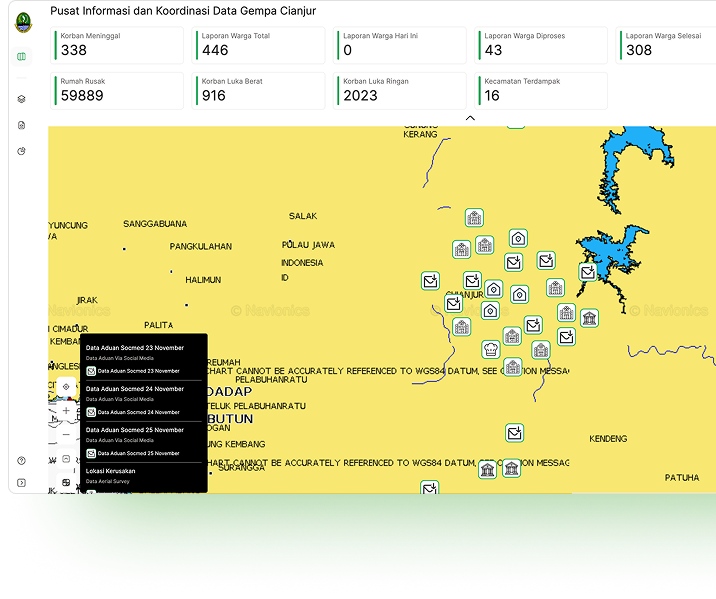 Pusat Informasi dan Koordinasi Data Gempa Cianjur
Korban Meninggal
338
Laporan Warga Total
446
Laporan Warga Hari Ini
0
Laporan Warga Diproses
43
Laporan Warga Selesai
308
Rumah Rusak
59889
Korban Luka Berat
916
Korban Luka Ringan
2023
Kecamatan Terdampak
16
KERANG
YUNCUNG
SANGGABUANA
SALAK
PANGKULAHAN
PULAU JAWA
INDONESIA
HALIMUN
ID
CIANJUR
JIRAK
© Navionics
© Navionics
© Navionics
CIMADUR
PALITA
KEMBAN
Data Aduan Socmed 23 November
Data Aduan Via Social Media
Data Aduan Socmed 23 November
Data Aduan Socmed 24 November
Data Aduan Via Social Media
Data Aduan Socmed 24 November
Data Aduan Socmed 25 November
Data Aduan Via Social Media
Data Aduan Socmed 25 November
Lokasi Kerusakan
Data Aerial Survey
REUMAH
CHART CANNOT BE ACCURATELY REFERENCED TO WGS84 DATUM, SEE CAUTION MESSAG
PELABUHANRATU
DADAP
TELUK PELABUHANRATU
BUTUN
OGAN
UNG KEMBANG
KENDENG
CHART CANNOT BE ACCURATELY REFERENCED TO WGS84 DATUM, SEE CAUTION MESSAG
SURANGGA
PATUHA